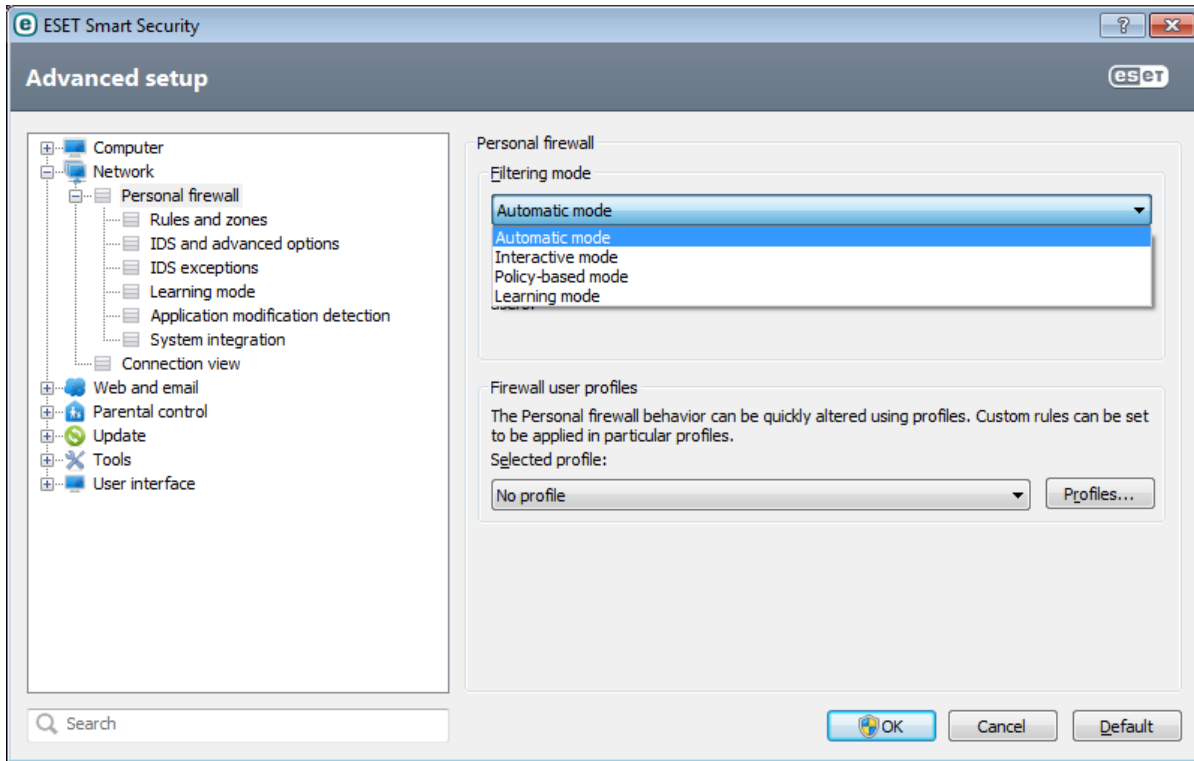 ESET Smart Security
Advanced setup
eseT
Computer
Network
Personal firewall
Rules and zones
IDS and advanced options
IDS exceptions
Learning mode
Application modification detection
System integration
Connection view
Web and email
Parental control
Update
Tools
User interface
Search
Personal firewall
Filtering mode
Automatic mode
Automatic mode
Interactive mode
Policy-based mode
Learning mode
Firewall user profiles
The Personal firewall behavior can be quickly altered using profiles. Custom rules can be set
to be applied in particular profiles.
Selected profile:
No profile
Profiles...
OK
Cancel
Default